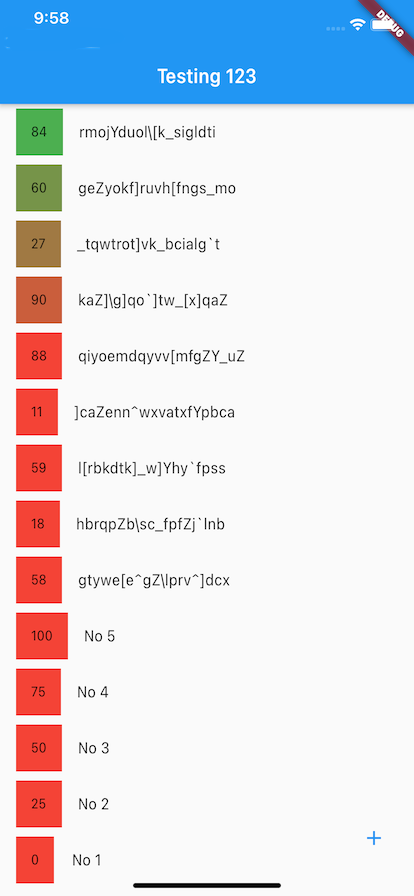 9:58
DEBUG
Testing 123
84 rmojYduol\[k_sigldti
60 geZyokf]ruvh[fngs_mo
27 _tqwtrot]vk_bcialg`t
90 kaZ]\g]qo`]tw_[x]qaZ
88 qiyoemdqyvv[mfgZY_uZ
11 ]caZenn^wxvatxfYpbca
59 l[rbkdtk]_w]Yhy`fpss
18 hbrqpZb\sc_fpfZj`lnb
58 gtywe[e^gZ\lprv^]dcx
100 No 5
75 No 4
50 No 3
25 No 2
0 No 1
+